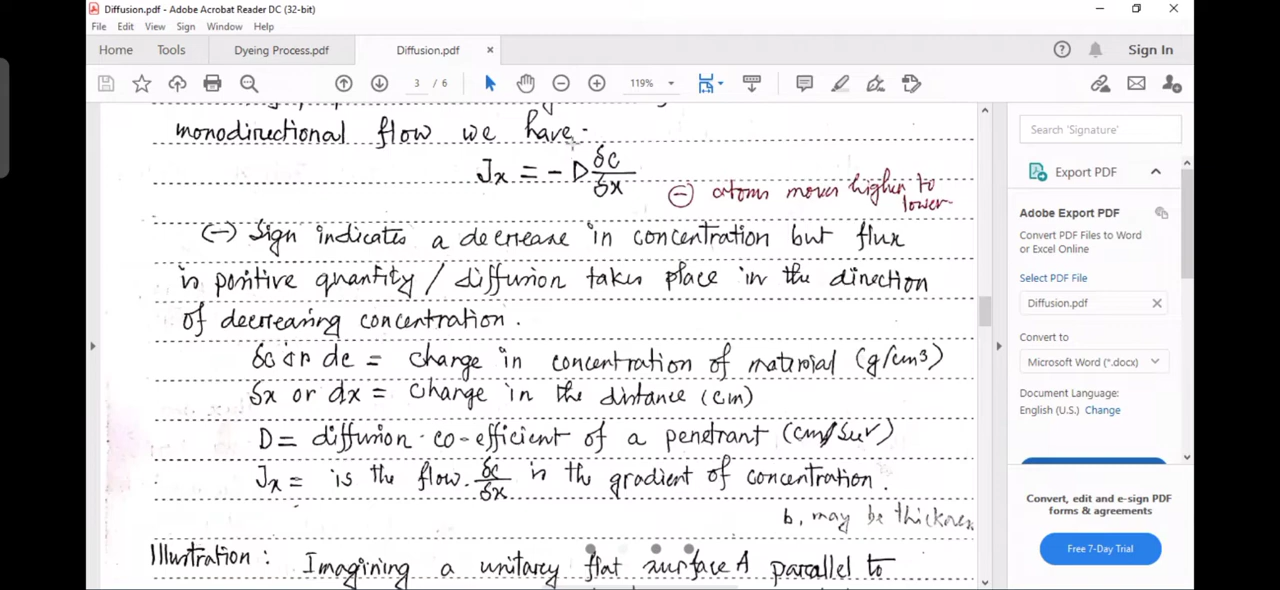 Diffusion.pdf - Adobe Acrobat Reader DC (32-bit)
File Edit View Sign Window Help
Home Tools Dyeing Process.pdf Diffusion.pdf × Sign In
3 / 6 119%
monodirectional flow we have-
Jx = - D δc/δx
(-) atoms moves higher to
lower
(-) Sign indicates a decrease in concentration but flux
is positive quantity / diffusion takes place in the direction
of decreasing concentration.
δc or dc = change in concentration of material (g/cm³)
δx or dx = change in the distance (cm)
D = diffusion co-efficient of a penetrant
Jx = is the flow. δc/δx is the gradient of concentration.
b, may be thickness
Illustration : Imagining a unitary flat surface A parallel to
Search 'Signature'
Export PDF
Adobe Export PDF
Convert PDF Files to Word
or Excel Online
Select PDF File
Diffusion.pdf ×
Convert to
Microsoft Word (*.docx)
Document Language:
English (U.S.) Change
Convert, edit and e-sign PDF
forms & agreements
Free 7-Day Trial